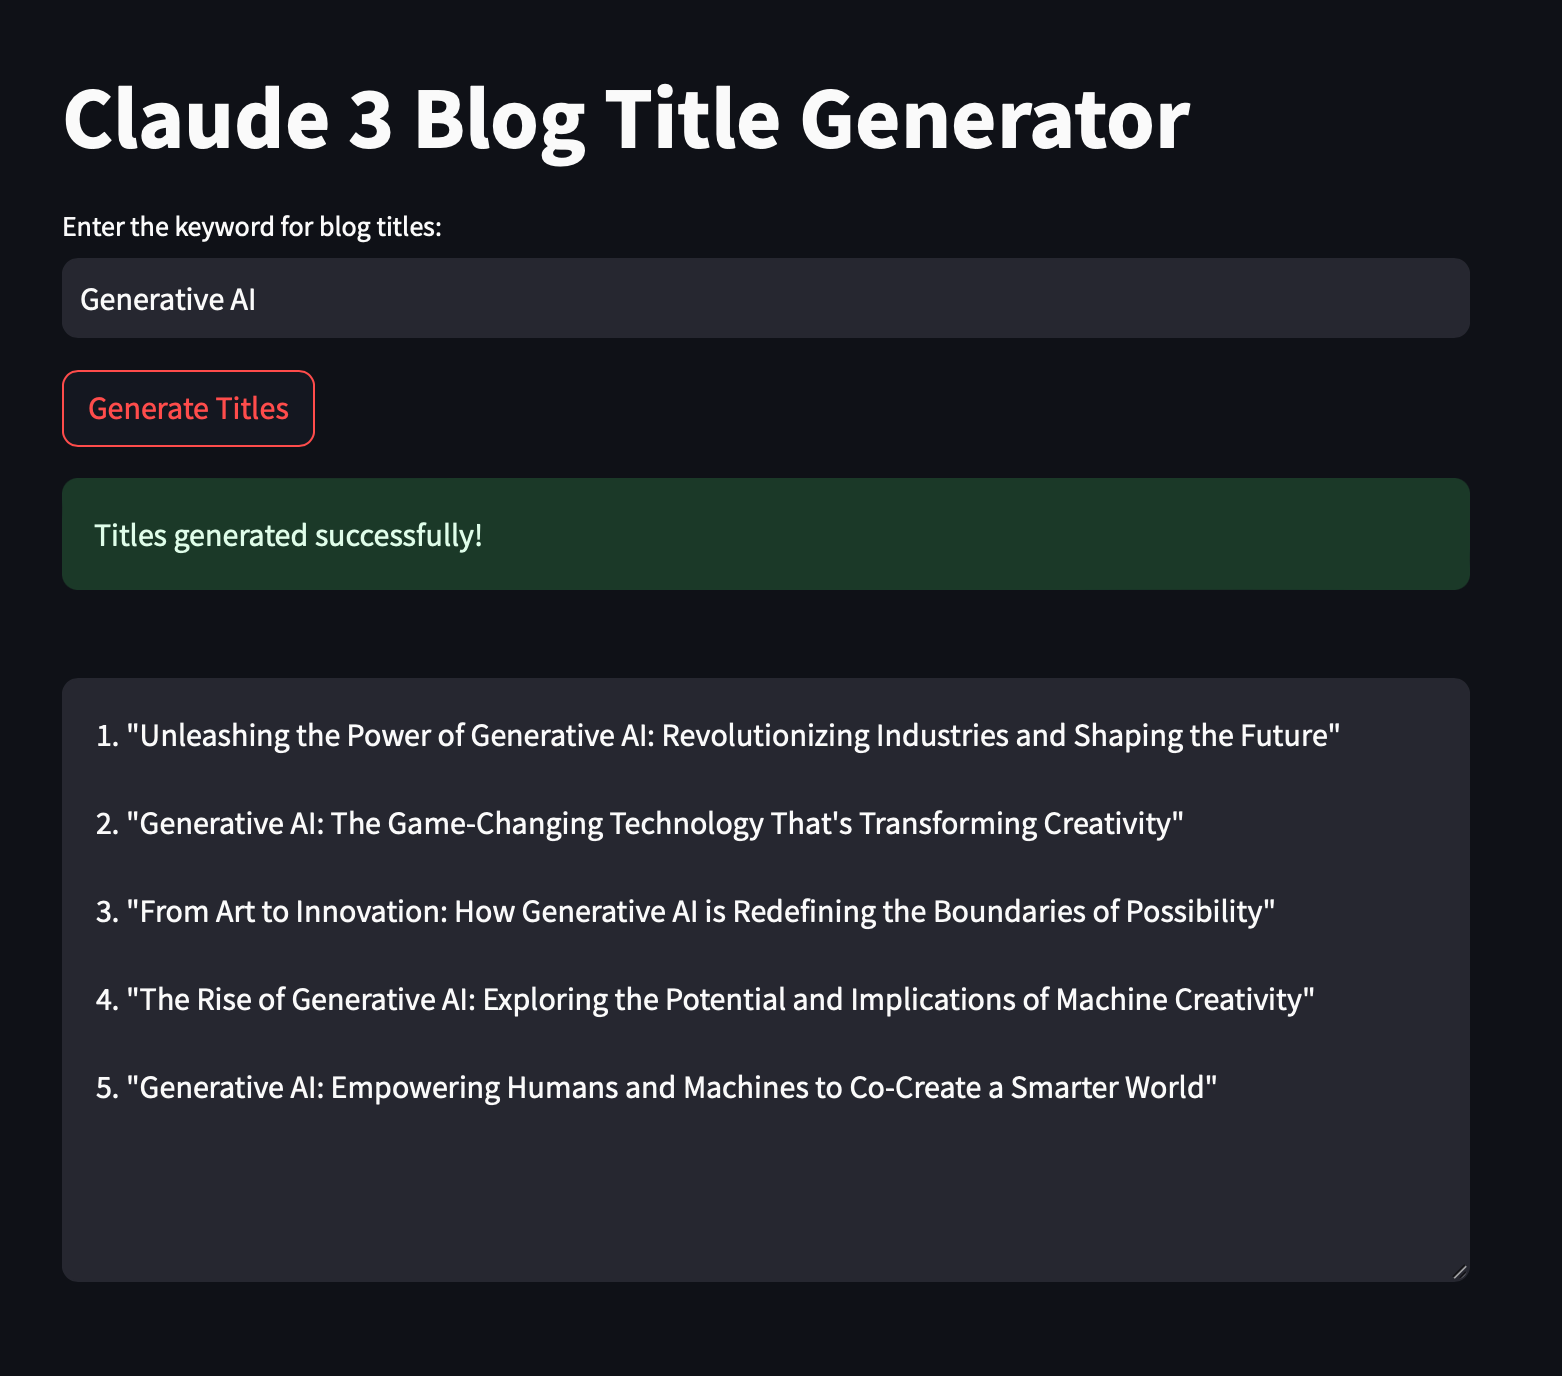 Claude 3 Blog Title Generator
Enter the keyword for blog titles:
Generative AI
Generate Titles
Titles generated successfully!
1. "Unleashing the Power of Generative AI: Revolutionizing Industries and Shaping the Future"
2. "Generative AI: The Game-Changing Technology That's Transforming Creativity"
3. "From Art to Innovation: How Generative AI is Redefining the Boundaries of Possibility"
4. "The Rise of Generative AI: Exploring the Potential and Implications of Machine Creativity"
5. "Generative AI: Empowering Humans and Machines to Co-Create a Smarter World"